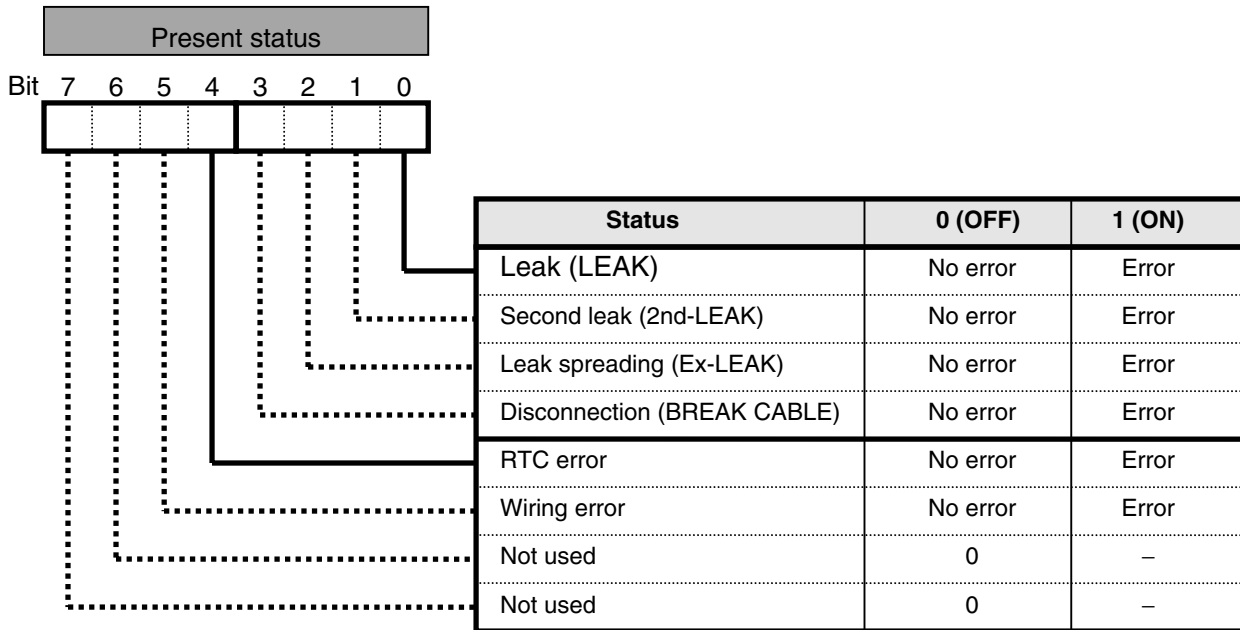 Present status
Bit 7 6 5 4 3 2 1 0
Status 0 (OFF) 1 (ON)
Leak (LEAK) No error Error
Second leak (2nd-LEAK) No error Error
Leak spreading (Ex-LEAK) No error Error
Disconnection (BREAK CABLE) No error Error
RTC error No error Error
Wiring error No error Error
Not used 0 –
Not used 0 –